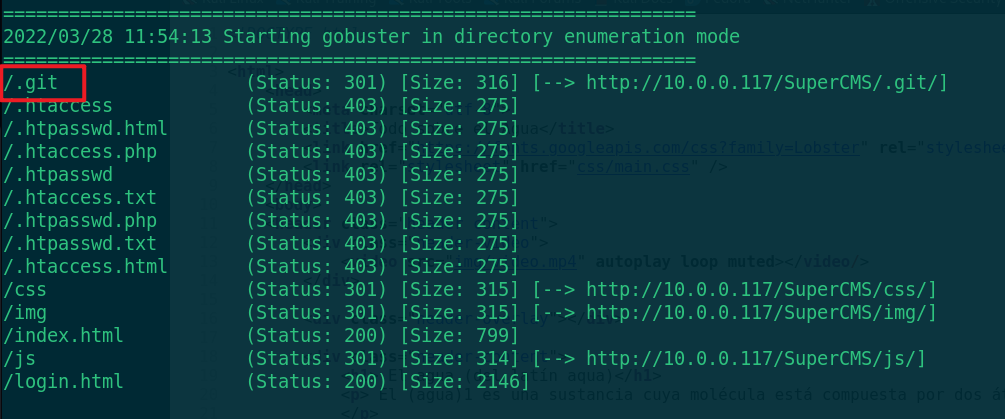 ===============================================================
2022/03/28 11:54:13 Starting gobuster in directory enumeration mode
===============================================================
/.git                 (Status: 301) [Size: 316] [--> http://10.0.0.117/SuperCMS/.git/]
/.htaccess            (Status: 403) [Size: 275]
/.htpasswd.html       (Status: 403) [Size: 275]
/.htaccess.php        (Status: 403) [Size: 275]
/.htpasswd            (Status: 403) [Size: 275]
/.htaccess.txt        (Status: 403) [Size: 275]
/.htpasswd.php        (Status: 403) [Size: 275]
/.htpasswd.txt        (Status: 403) [Size: 275]
/.htaccess.html       (Status: 403) [Size: 275]
/css                  (Status: 301) [Size: 315] [--> http://10.0.0.117/SuperCMS/css/]
/img                  (Status: 301) [Size: 315] [--> http://10.0.0.117/SuperCMS/img/]
/index.html           (Status: 200) [Size: 799]
/js                   (Status: 301) [Size: 314] [--> http://10.0.0.117/SuperCMS/js/]
/login.html           (Status: 200) [Size: 2146]